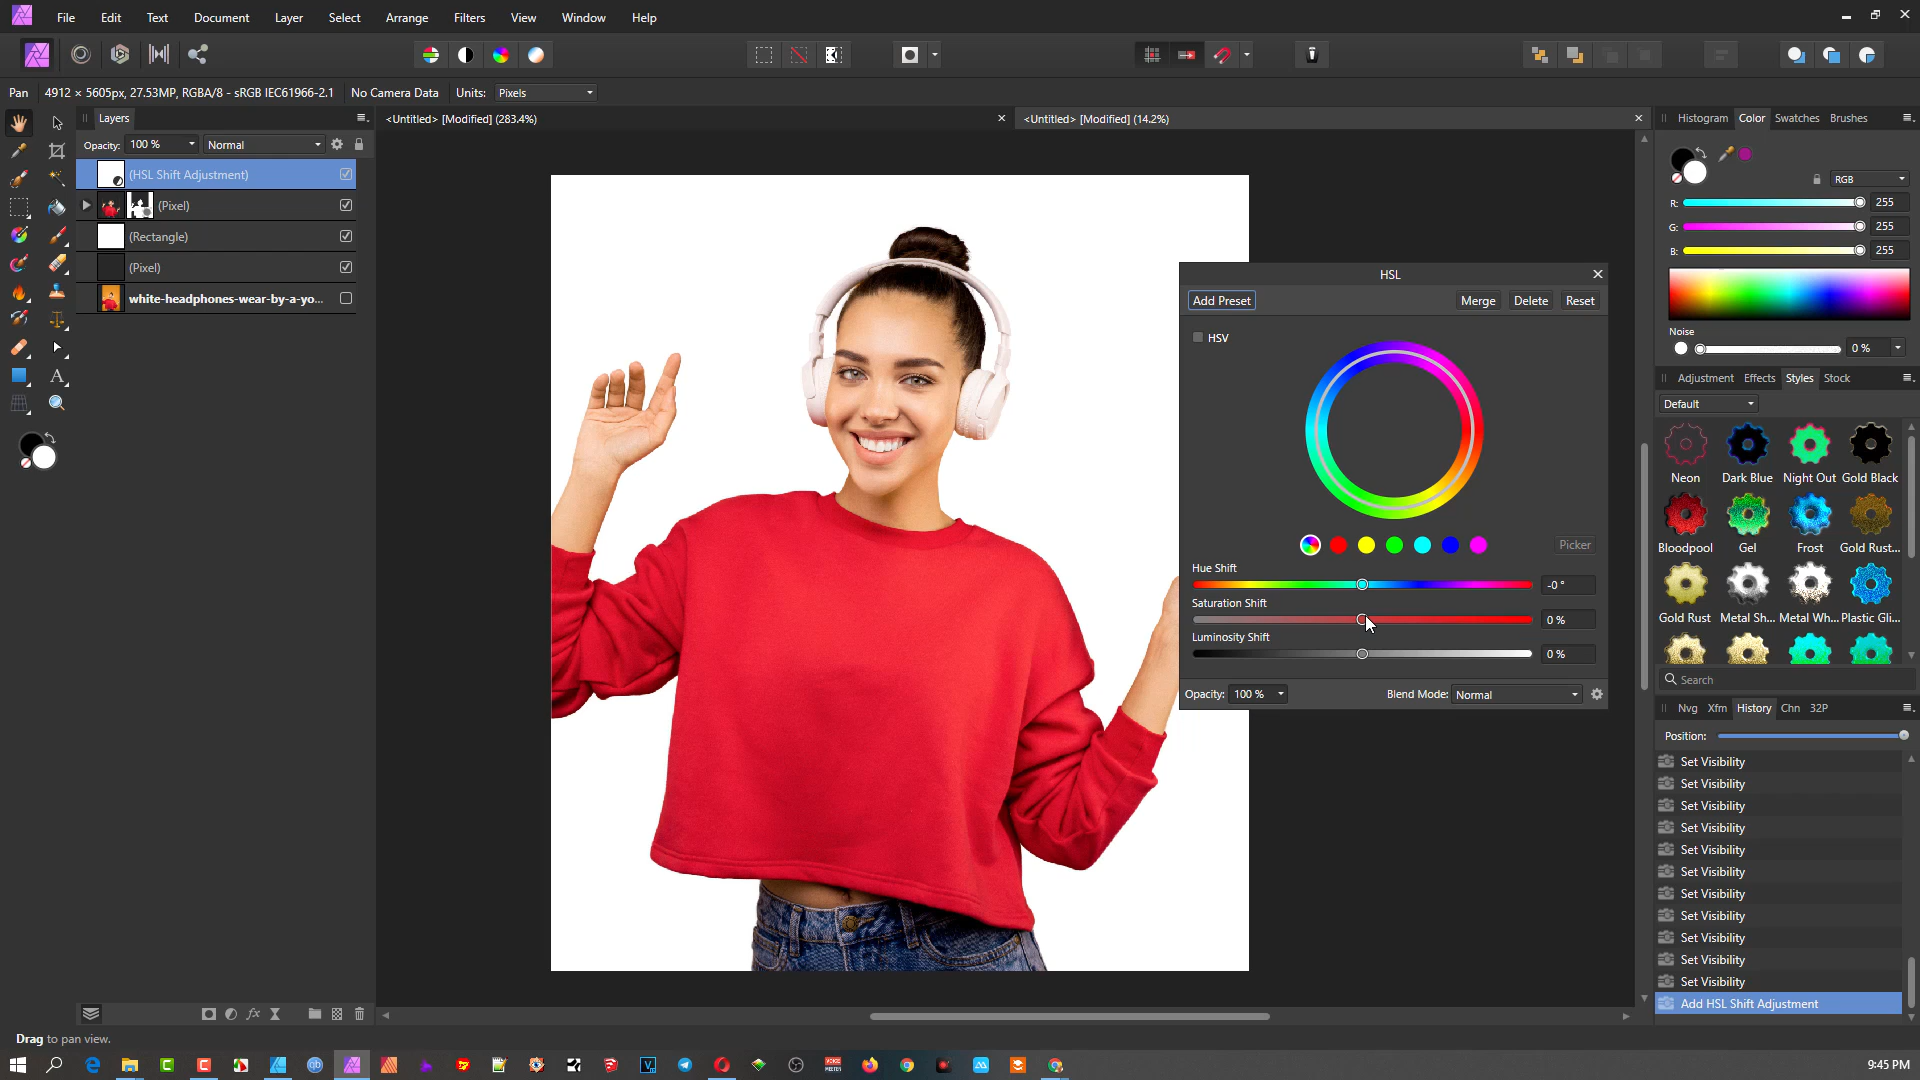 File Edit Text Document Layer Select Arrange Filters View Window Help
Pan 4912 × 5605px, 27.53MP, RGBA/8 - sRGB IEC61966-2.1 No Camera Data Units: Pixels
Layers
Opacity: 100 % Normal
(HSL Shift Adjustment)
(Pixel)
(Rectangle)
(Pixel)
white-headphones-wear-by-a-yo...
<Untitled> [Modified] (283.4%)
<Untitled> [Modified] (14.2%)
HSL
Add Preset Merge Delete Reset
HSV
Picker
Hue Shift
-0 °
Saturation Shift
0 %
Luminosity Shift
0 %
Opacity: 100 % Blend Mode: Normal
Histogram Color Swatches Brushes
RGB
R: 255
G: 255
B: 255
Noise
0 %
Adjustment Effects Styles Stock
Default
Neon Dark Blue Night Out Gold Black
Bloodpool Gel Frost Gold Rust...
Gold Rust Metal Sh... Metal Wh... Plastic Gli...
Search
Nvg Xfm History Chn 32P
Position:
Set Visibility
Set Visibility
Set Visibility
Set Visibility
Set Visibility
Set Visibility
Set Visibility
Set Visibility
Set Visibility
Set Visibility
Set Visibility
Add HSL Shift Adjustment
Drag to pan view.
9:45 PM